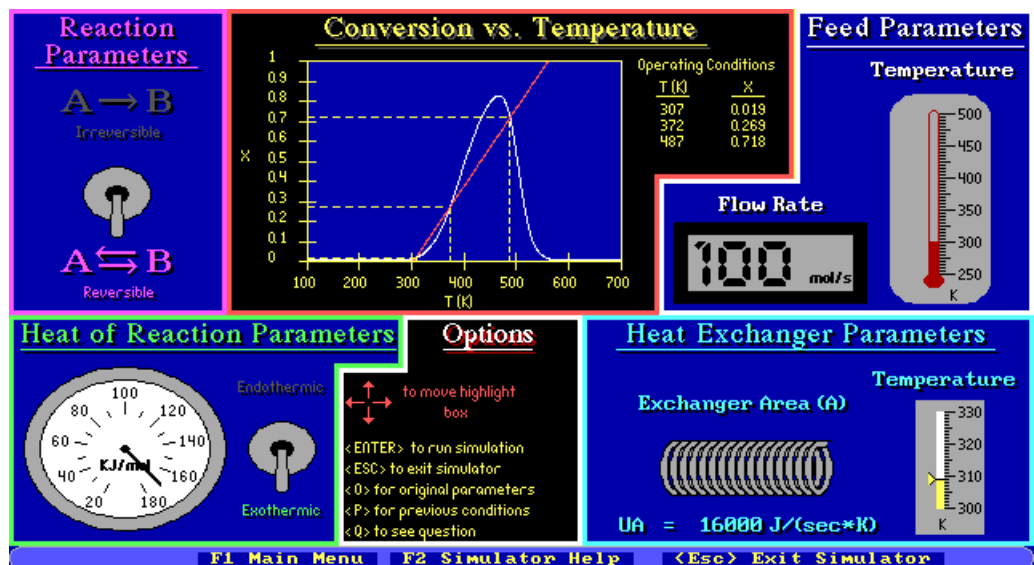 Reaction
Parameters
A → B
Irreversible
A ⇆ B
Reversible
Conversion vs. Temperature
1
0.9
0.8
0.7
0.6
X 0.5
0.4
0.3
0.2
0.1
0
100 200 300 400 500 600 700
T (K)
Operating Conditions
T (K) X
307 0.019
372 0.269
487 0.718
Feed Parameters
Temperature
500
450
400
350
300
250
K
Flow Rate
100 mol/s
Heat of Reaction Parameters
100
80 120
60 140
KJ/mol
40 160
20 180
Endothermic
Exothermic
Options
to move highlight
box
<ENTER> to run simulation
<ESC> to exit simulator
<O> for original parameters
<P> for previous conditions
<Q> to see question
Heat Exchanger Parameters
Temperature
Exchanger Area (A)
330
320
310
300
K
UA = 16000 J/(sec*K)
F1 Main Menu F2 Simulator Help <Esc> Exit Simulator